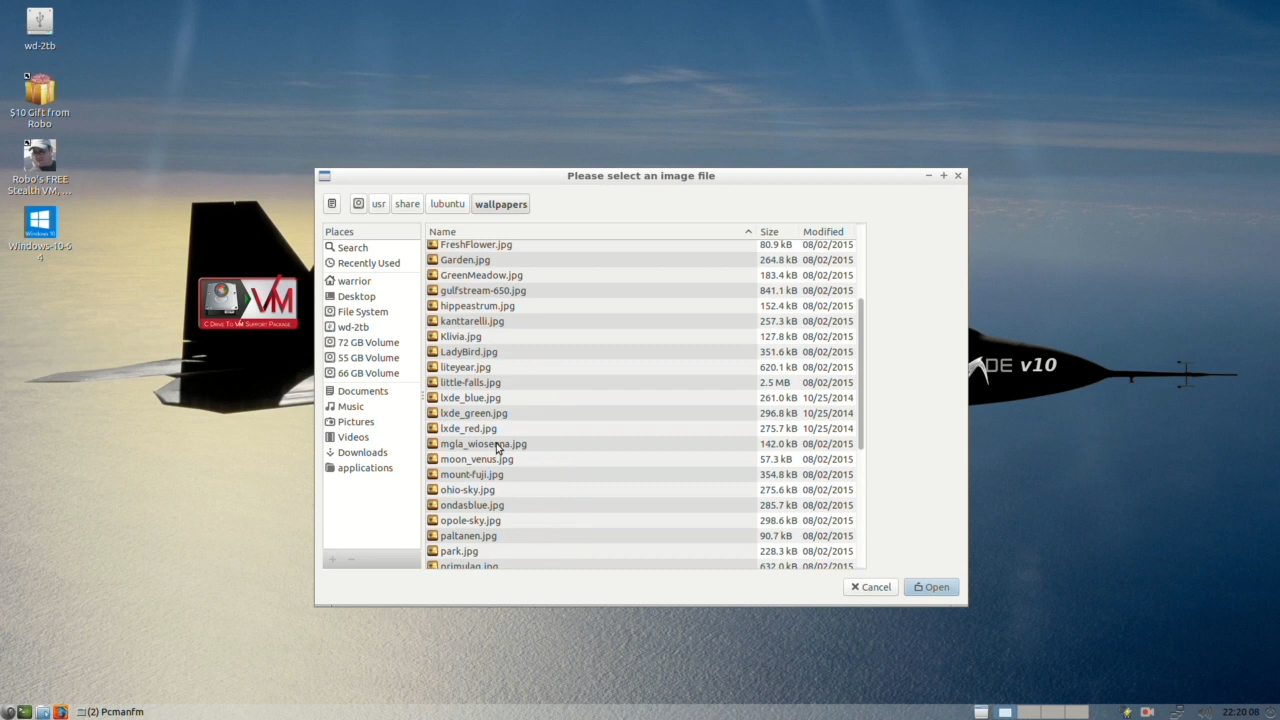 wd-2tb
$10 Gift from
Robo
Robo's FREE
Stealth VM, ...
Windows 10
Windows-10-6
4
VM
C DRIVE TO VM SUPPORT PACKAGE
DE v10
Please select an image file
usr share lubuntu wallpapers
Places
Search
Recently Used
warrior
Desktop
File System
wd-2tb
72 GB Volume
55 GB Volume
66 GB Volume
Documents
Music
Pictures
Videos
Downloads
applications
Name Size Modified
FreshFlower.jpg 80.9 kB 08/02/2015
Garden.jpg 264.8 kB 08/02/2015
GreenMeadow.jpg 183.4 kB 08/02/2015
gulfstream-650.jpg 841.1 kB 08/02/2015
hippeastrum.jpg 152.4 kB 08/02/2015
kanttarelli.jpg 257.3 kB 08/02/2015
Klivia.jpg 127.8 kB 08/02/2015
LadyBird.jpg 351.6 kB 08/02/2015
liteyear.jpg 620.1 kB 08/02/2015
little-falls.jpg 2.5 MB 08/02/2015
lxde_blue.jpg 261.0 kB 10/25/2014
lxde_green.jpg 296.8 kB 10/25/2014
lxde_red.jpg 275.7 kB 10/25/2014
mgla_wiosenna.jpg 142.0 kB 08/02/2015
moon_venus.jpg 57.3 kB 08/02/2015
mount-fuji.jpg 354.8 kB 08/02/2015
ohio-sky.jpg 275.6 kB 08/02/2015
ondasblue.jpg 285.7 kB 08/02/2015
opole-sky.jpg 298.6 kB 08/02/2015
paltanen.jpg 90.7 kB 08/02/2015
park.jpg 228.3 kB 08/02/2015
primulag.jpg 632.0 kB 08/02/2015
Cancel Open
(2) Pcmanfm
22:20 08